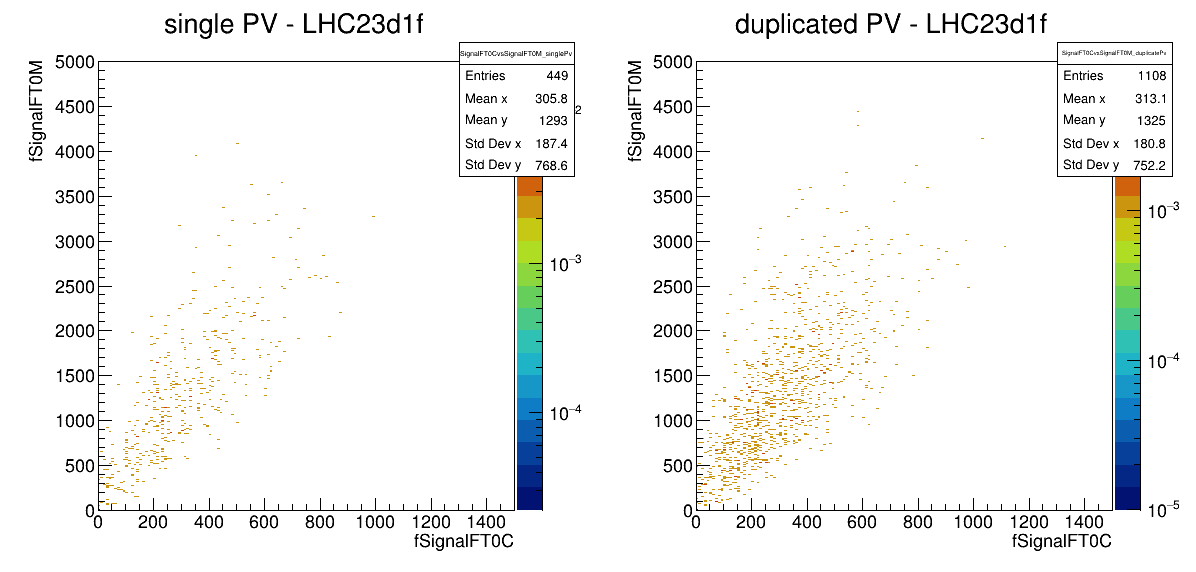 single PV - LHC23d1f
duplicated PV - LHC23d1f
fSignalFT0M
5000
4500
4000
3500
3000
2500
2000
1500
1000
500
0
0 200 400 600 800 1000 1200 1400
fSignalFT0C
SignalFT0CvsSignalFT0M_singlePv
Entries 449
Mean x 305.8
Mean y 1293
Std Dev x 187.4
Std Dev y 768.6
2
10⁻³
10⁻⁴
fSignalFT0M
5000
4500
4000
3500
3000
2500
2000
1500
1000
500
0
0 200 400 600 800 1000 1200 1400
fSignalFT0C
SignalFT0CvsSignalFT0M_duplicatePv
Entries 1108
Mean x 313.1
Mean y 1325
Std Dev x 180.8
Std Dev y 752.2
10⁻³
10⁻⁴
10⁻⁵